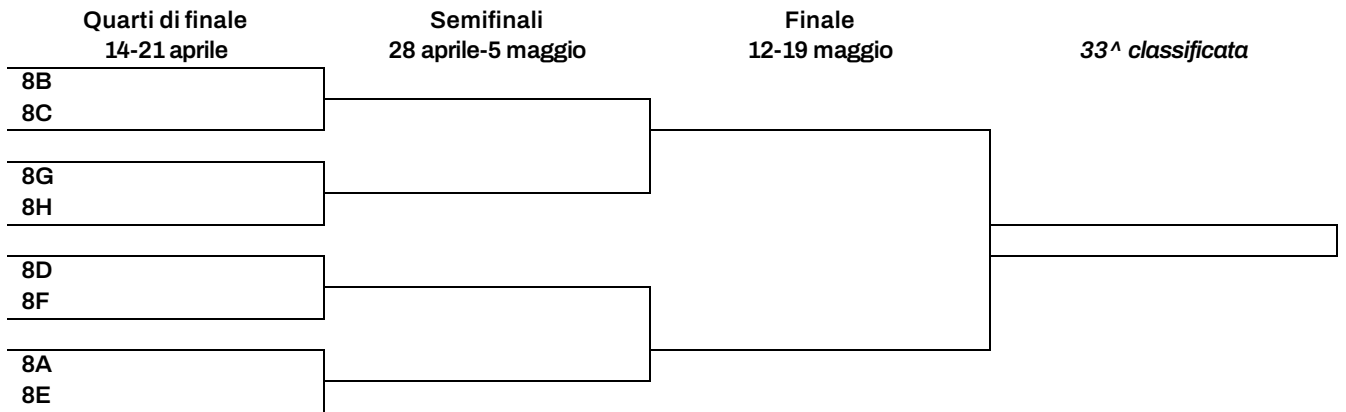 Quarti di finale
14-21 aprile
Semifinali
28 aprile-5 maggio
Finale
12-19 maggio
33^ classificata
8B
8C
8G
8H
8D
8F
8A
8E